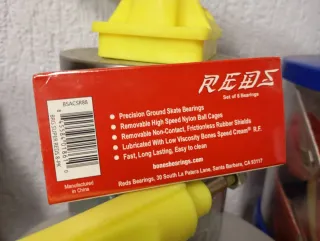 REDS
Set of 8 Bearings
BSACSR88
• Precision Ground Skate Bearings
• Removable High Speed Nylon Ball Cages
• Removable Non-Contact, Frictionless Rubber Shields
• Lubricated With Low Viscosity Bones Speed Cream® R.F.
• Fast, Long Lasting, Easy to clean
bonesbearings.com
Manufactured
in China
Reds Bearings, 30 South La Patera Lane, Santa Barbara, CA 93117